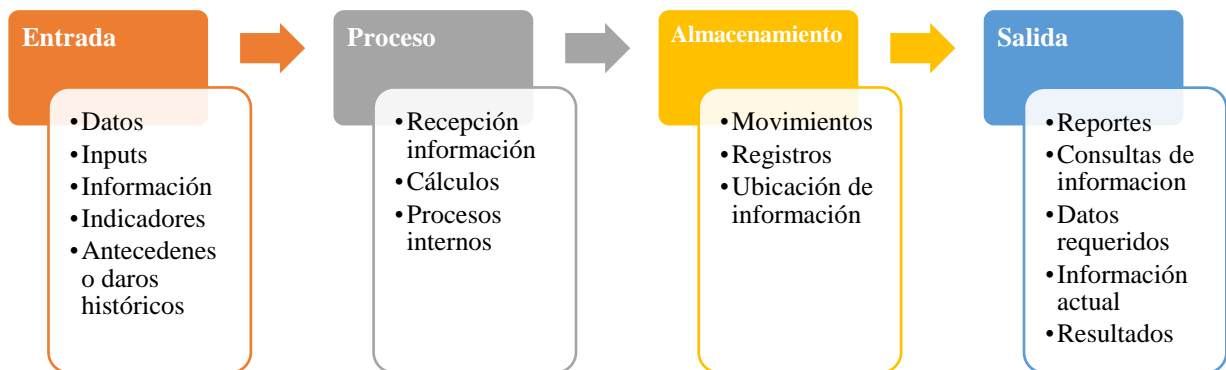 Entrada
•Datos
•Inputs
•Información
•Indicadores
•Antecedenes
o daros
históricos
Proceso
•Recepción
información
•Cálculos
•Procesos
internos
Almacenamiento
•Movimientos
•Registros
•Ubicación de
información
Salida
•Reportes
•Consultas de
informacion
•Datos
requeridos
•Información
actual
•Resultados